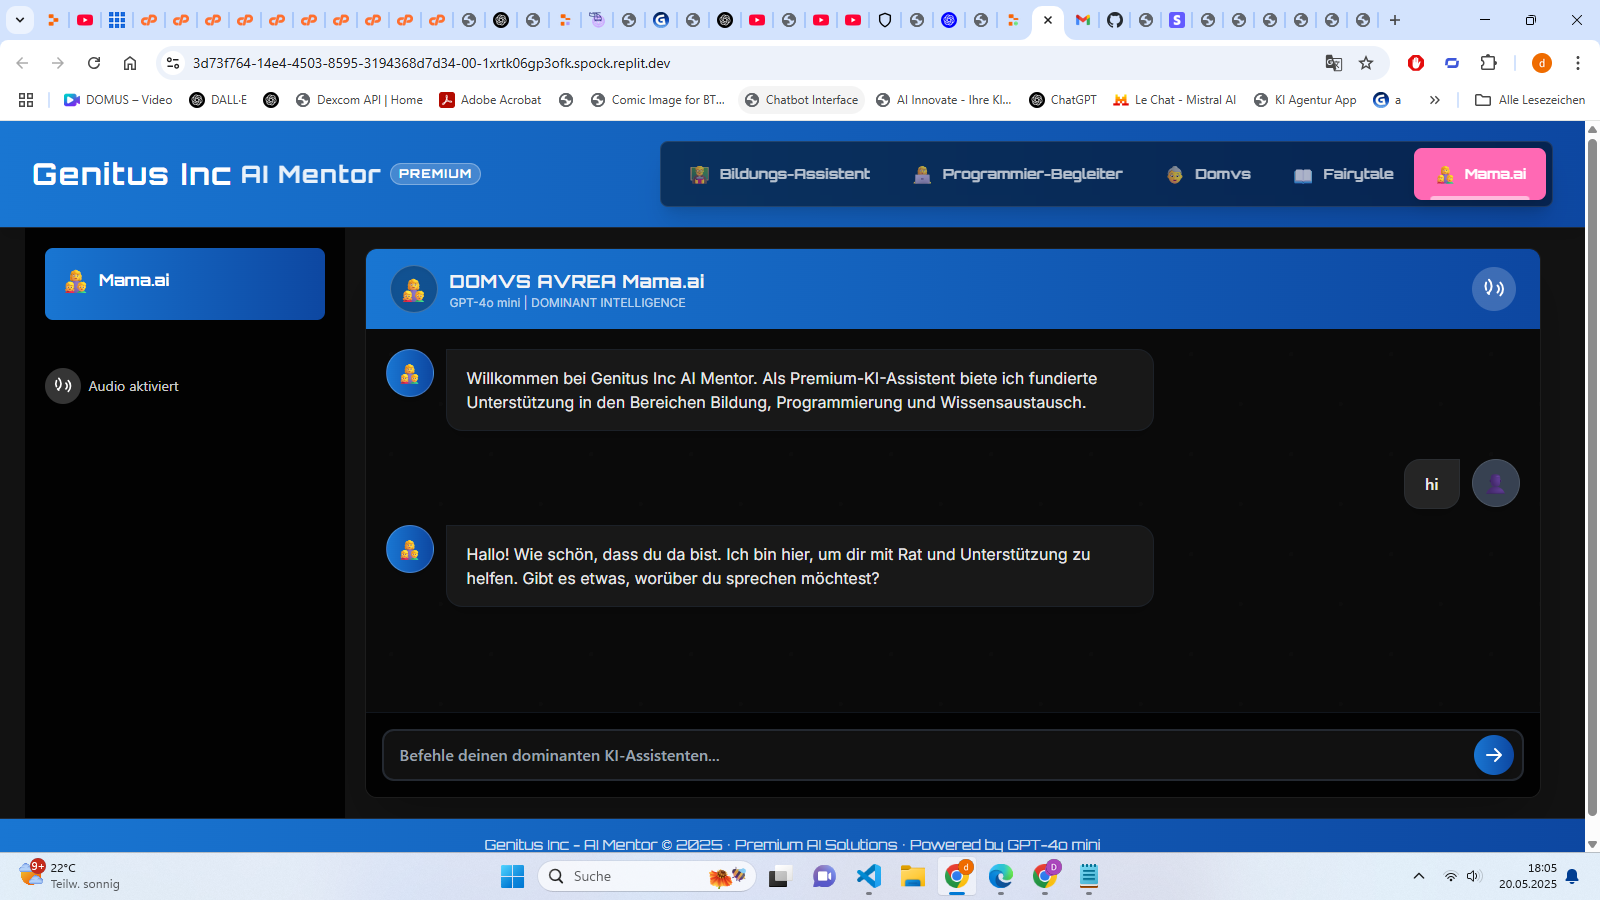 3d73f764-14e4-4503-8595-3194368d7d34-00-1xrtk06gp3ofk.spock.replit.dev
d
DOMUS – Video
DALL·E
Dexcom API | Home
Adobe Acrobat
Comic Image for BT...
Chatbot Interface
AI Innovate - Ihre KI...
ChatGPT
Le Chat - Mistral AI
KI Agentur App
a
Alle Lesezeichen
Genitus Inc AI Mentor PREMIUM
Bildungs-Assistent
Programmier-Begleiter
Domvs
Fairytale
Mama.ai
Mama.ai
Audio aktiviert
DOMVS AVREA Mama.ai
GPT-4o mini | DOMINANT INTELLIGENCE
Willkommen bei Genitus Inc AI Mentor. Als Premium-KI-Assistent biete ich fundierte
Unterstützung in den Bereichen Bildung, Programmierung und Wissensaustausch.
hi
Hallo! Wie schön, dass du da bist. Ich bin hier, um dir mit Rat und Unterstützung zu
helfen. Gibt es etwas, worüber du sprechen möchtest?
Befehle deinen dominanten KI-Assistenten...
Genitus Inc - AI Mentor © 2025 · Premium AI Solutions · Powered by GPT-4o mini
9+
22°C
Teilw. sonnig
Suche
d
D
18:05
20.05.2025